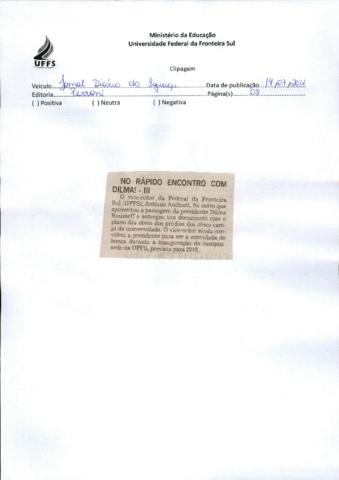 UFFS
Ministério da Educação
Universidade Federal da Fronteira Sul
Clipagem
Veículo Jornal Diário do Iguaçu Data de publicação 14/07/2011
Editoria Página(s) 08
( ) Positiva ( ) Neutra ( ) Negativa
NO RÁPIDO ENCONTRO COM
DILMA! - III
O vice-reitor da Federal da Fronteira
Sul (UFFS), Antônio Andreoli, foi outro que
aproveitou a passagem da presidente Dilma
Rousseff e entregou um documento com o
plano das obras dos prédios dos cinco cam-
pi da universidade. O vice-reitor ainda con-
vidou a presidente para ser a convidada de
honra durante a inauguração do campus-
sede da UFFS, prevista para 2012.